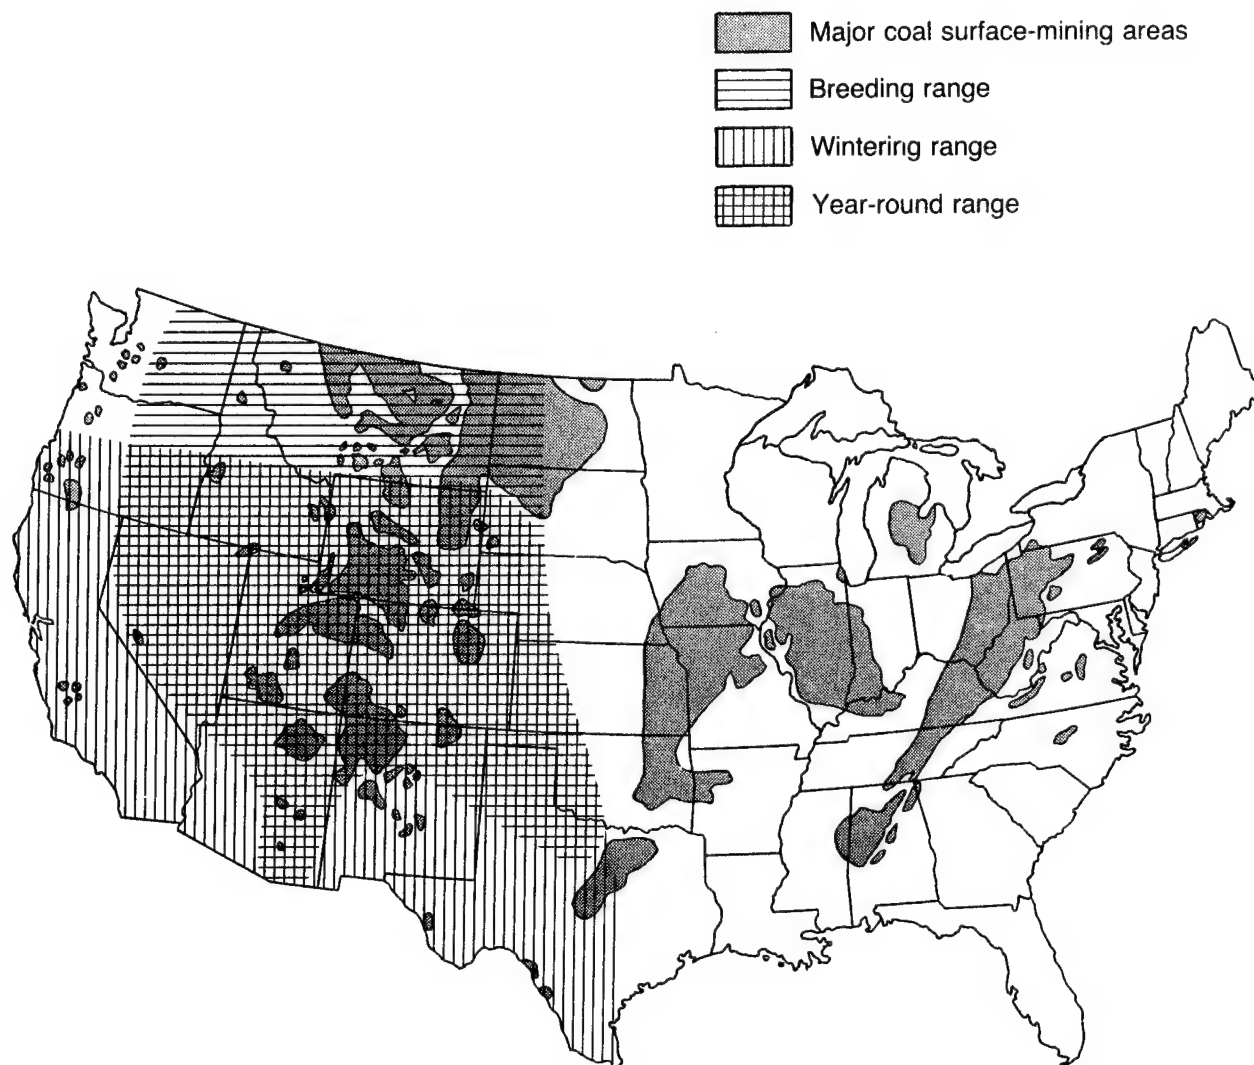 Major coal surface-mining areas
Breeding range
Wintering range
Year-round range